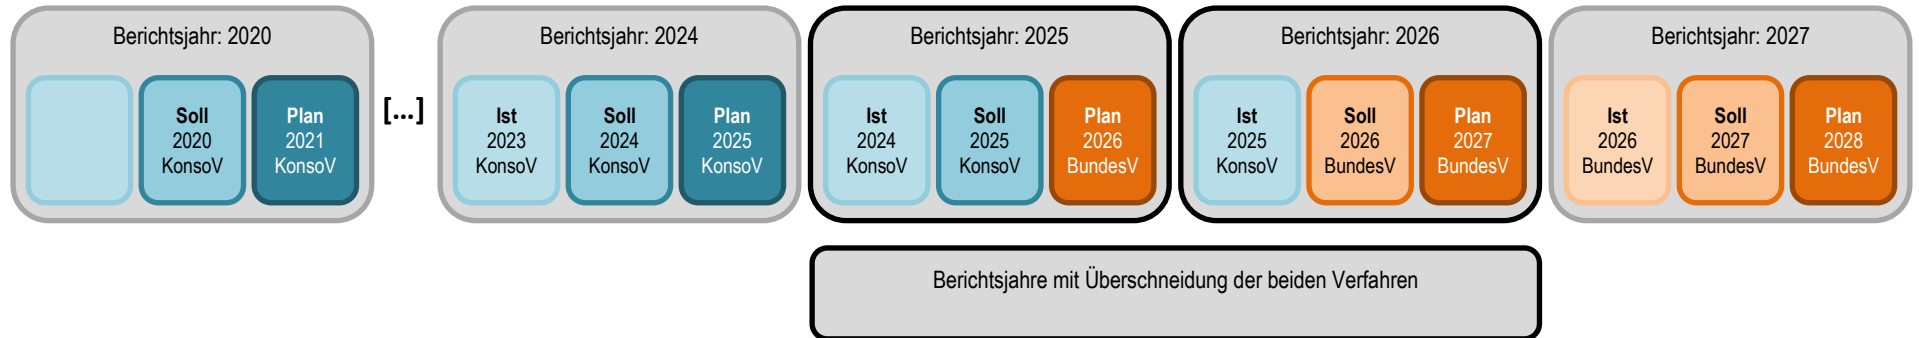 Berichtsjahr: 2020
Soll
2020
KonsoV
Plan
2021
KonsoV
[...]
Berichtsjahr: 2024
Ist
2023
KonsoV
Soll
2024
KonsoV
Plan
2025
KonsoV
Berichtsjahr: 2025
Ist
2024
KonsoV
Soll
2025
KonsoV
Plan
2026
BundesV
Berichtsjahr: 2026
Ist
2025
KonsoV
Soll
2026
BundesV
Plan
2027
BundesV
Berichtsjahr: 2027
Ist
2026
BundesV
Soll
2027
BundesV
Plan
2028
BundesV
Berichtsjahre mit Überschneidung der beiden Verfahren